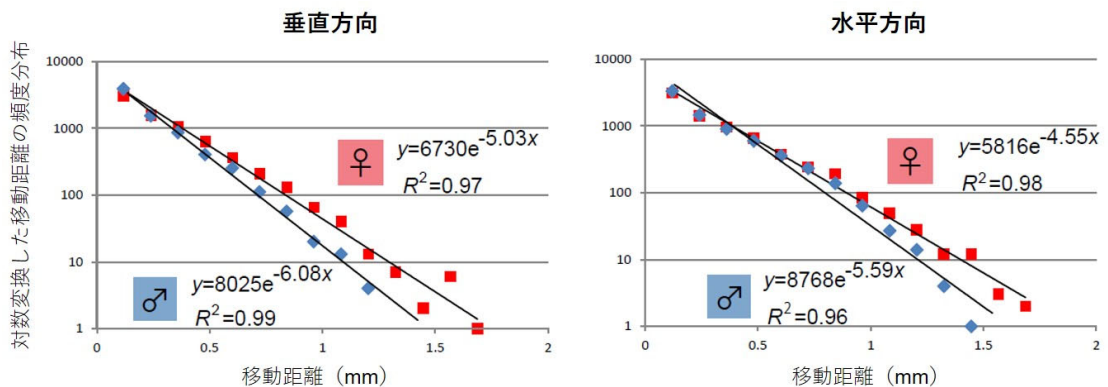 垂直方向
対数変換した移動距離の頻度分布
10000
1000
100
10
1
0
0.5
1
1.5
2
移動距離（mm）
♀
y=6730e-5.03x
R2=0.97
♂
y=8025e-6.08x
R2=0.99
水平方向
10000
1000
100
10
1
0
0.5
1
1.5
2
移動距離（mm）
♀
y=5816e-4.55x
R2=0.98
♂
y=8768e-5.59x
R2=0.96